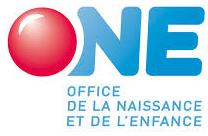 ONE
OFFICE
DE LA NAISSANCE
ET DE L'ENFANCE